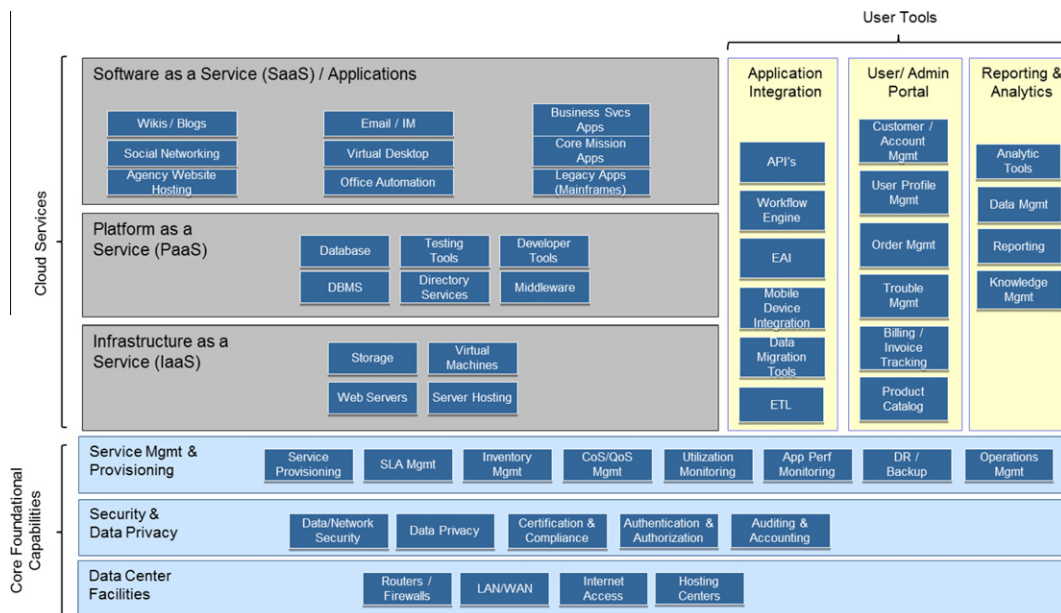 User Tools
Cloud Services
Software as a Service (SaaS) / Applications
Wikis / Blogs
Social Networking
Agency Website
Hosting
Email / IM
Virtual Desktop
Office Automation
Business Svcs
Apps
Core Mission
Apps
Legacy Apps
(Mainframes)
Platform as a
Service (PaaS)
Database
Testing
Tools
Developer
Tools
DBMS
Directory
Services
Middleware
Infrastructure as a
Service (IaaS)
Storage
Virtual
Machines
Web Servers
Server Hosting
Application
Integration
API's
Workflow
Engine
EAI
Mobile
Device
Integration
Data
Migration
Tools
ETL
User/ Admin
Portal
Customer /
Account
Mgmt
User Profile
Mgmt
Order Mgmt
Trouble
Mgmt
Billing /
Invoice
Tracking
Product
Catalog
Reporting &
Analytics
Analytic
Tools
Data Mgmt
Reporting
Knowledge
Mgmt
Core Foundational
Capabilities
Service Mgmt &
Provisioning
Service
Provisioning
SLA Mgmt
Inventory
Mgmt
CoS/QoS
Mgmt
Utilization
Monitoring
App Perf
Monitoring
DR /
Backup
Operations
Mgmt
Security &
Data Privacy
Data/Network
Security
Data Privacy
Certification &
Compliance
Authentication &
Authorization
Auditing &
Accounting
Data Center
Facilities
Routers /
Firewalls
LAN/WAN
Internet
Access
Hosting
Centers